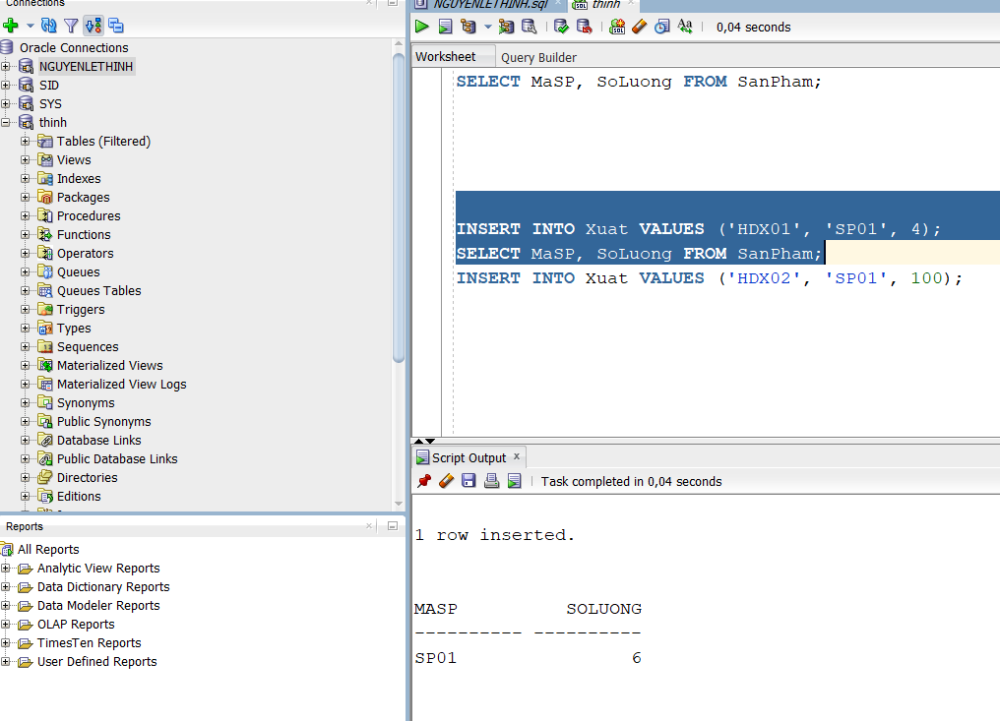 Connections
Oracle Connections
NGUYENLETHINH
SID
SYS
thinh
Tables (Filtered)
Views
Indexes
Packages
Procedures
Functions
Operators
Queues
Queues Tables
Triggers
Types
Sequences
Materialized Views
Materialized View Logs
Synonyms
Public Synonyms
Database Links
Public Database Links
Directories
Editions
Reports
All Reports
Analytic View Reports
Data Dictionary Reports
Data Modeler Reports
OLAP Reports
TimesTen Reports
User Defined Reports
NGUYENLETHINH.sql
thinh
0,04 seconds
Worksheet
Query Builder
SELECT MaSP, SoLuong FROM SanPham;
INSERT INTO Xuat VALUES ('HDX01', 'SP01', 4);
SELECT MaSP, SoLuong FROM SanPham;
INSERT INTO Xuat VALUES ('HDX02', 'SP01', 100);
Script Output
Task completed in 0,04 seconds
1 row inserted.
MASP SOLUONG
---------- ----------
SP01 6